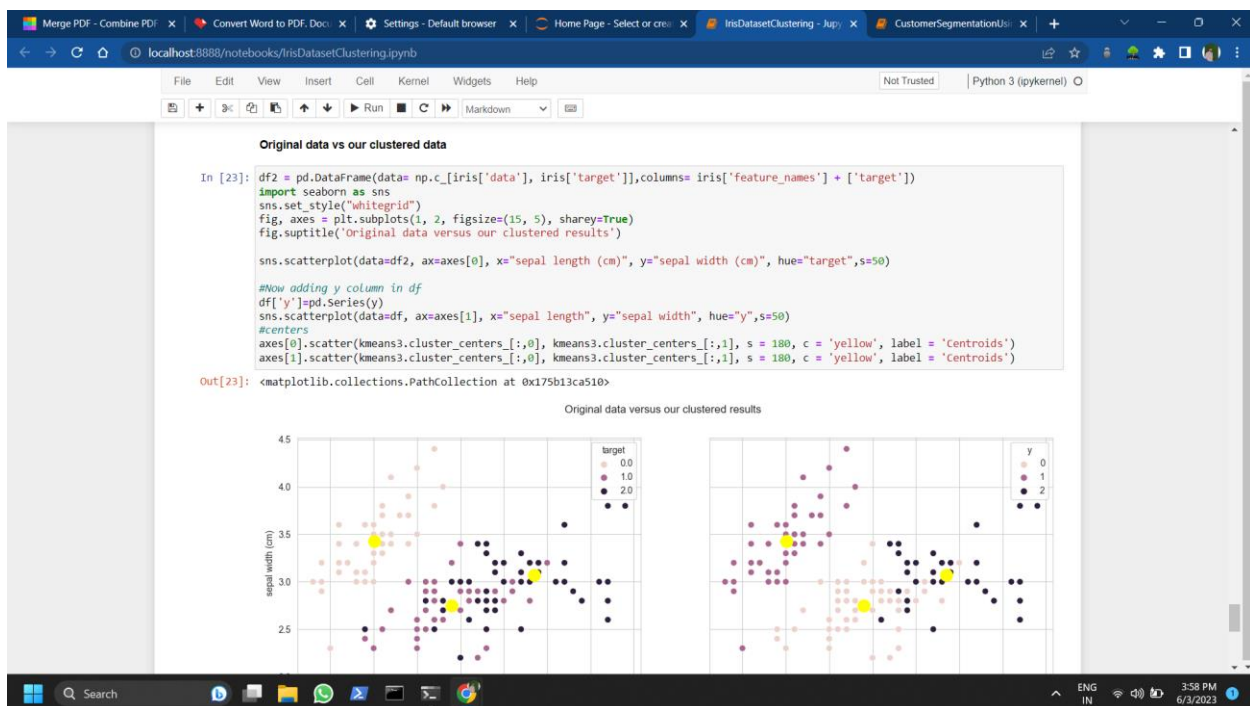 Merge PDF - Combine PDF
Convert Word to PDF. Docu
Settings - Default browser
Home Page - Select or crea
IrisDatasetClustering - Jupy
CustomerSegmentationUsi
localhost:8888/notebooks/IrisDatasetClustering.ipynb
File Edit View Insert Cell Kernel Widgets Help
Not Trusted
Python 3 (ipykernel)
Run
Markdown
Original data vs our clustered data
In [23]: df2 = pd.DataFrame(data= np.c_[iris['data'], iris['target']],columns= iris['feature_names'] + ['target'])
import seaborn as sns
sns.set_style("whitegrid")
fig, axes = plt.subplots(1, 2, figsize=(15, 5), sharey=True)
fig.suptitle('Original data versus our clustered results')
sns.scatterplot(data=df2, ax=axes[0], x="sepal length (cm)", y="sepal width (cm)", hue="target",s=50)
#Now adding y column in df
df['y']=pd.Series(y)
sns.scatterplot(data=df, ax=axes[1], x="sepal length", y="sepal width", hue="y",s=50)
#centers
axes[0].scatter(kmeans3.cluster_centers_[:,0], kmeans3.cluster_centers_[:,1], s = 180, c = 'yellow', label = 'Centroids')
axes[1].scatter(kmeans3.cluster_centers_[:,0], kmeans3.cluster_centers_[:,1], s = 180, c = 'yellow', label = 'Centroids')
Out[23]: <matplotlib.collections.PathCollection at 0x175b13ca510>
Original data versus our clustered results
4.5
4.0
3.5
3.0
2.5
sepal width (cm)
target
0.0
1.0
2.0
y
0
1
2
Search
ENG
IN
3:58 PM
6/3/2023
1